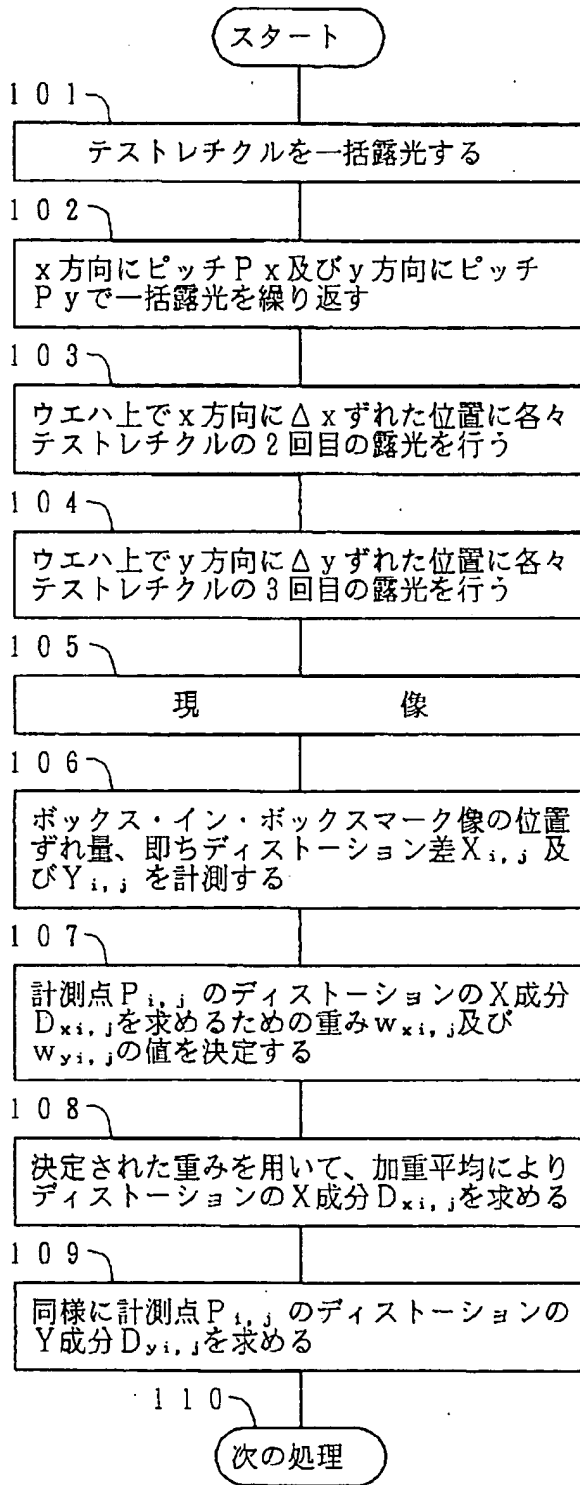 スタート
101
テストレチクルを一括露光する
102
x方向にピッチPx及びy方向にピッチ
Pyで一括露光を繰り返す
103
ウエハ上でx方向にΔxずれた位置に各々
テストレチクルの2回目の露光を行う
104
ウエハ上でy方向にΔyずれた位置に各々
テストレチクルの3回目の露光を行う
105
現 像
106
ボックス・イン・ボックスマーク像の位置
ずれ量、即ちディストーション差Xi,j 及
びYi,j を計測する
107
計測点Pi,j のディストーションのX成分
Dxi,jを求めるための重みwxi,j及び
wyi,jの値を決定する
108
決定された重みを用いて、加重平均により
ディストーションのX成分Dxi,jを求める
109
同様に計測点Pi,j のディストーションの
Y成分Dyi,jを求める
110
次の処理